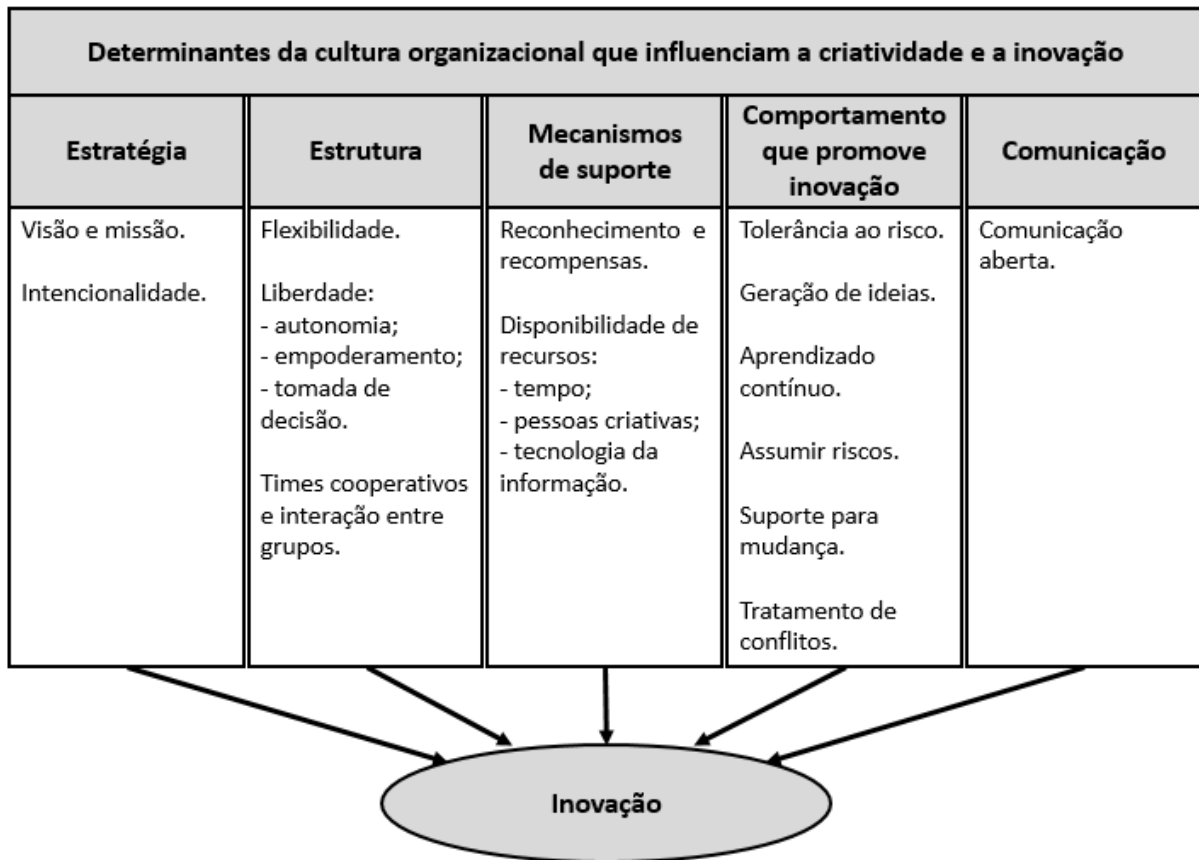 Determinantes da cultura organizacional que influenciam a criatividade e a inovação
Estratégia
Estrutura
Mecanismos
de suporte
Comportamento
que promove
inovação
Comunicação
Visão e missão.
Intencionalidade.
Flexibilidade.
Liberdade:
- autonomia;
- empoderamento;
- tomada de
decisão.
Times cooperativos
e interação entre
grupos.
Reconhecimento e
recompensas.
Disponibilidade de
recursos:
- tempo;
- pessoas criativas;
- tecnologia da
informação.
Tolerância ao risco.
Geração de ideias.
Aprendizado
contínuo.
Assumir riscos.
Suporte para
mudança.
Tratamento de
conflitos.
Comunicação
aberta.
Inovação